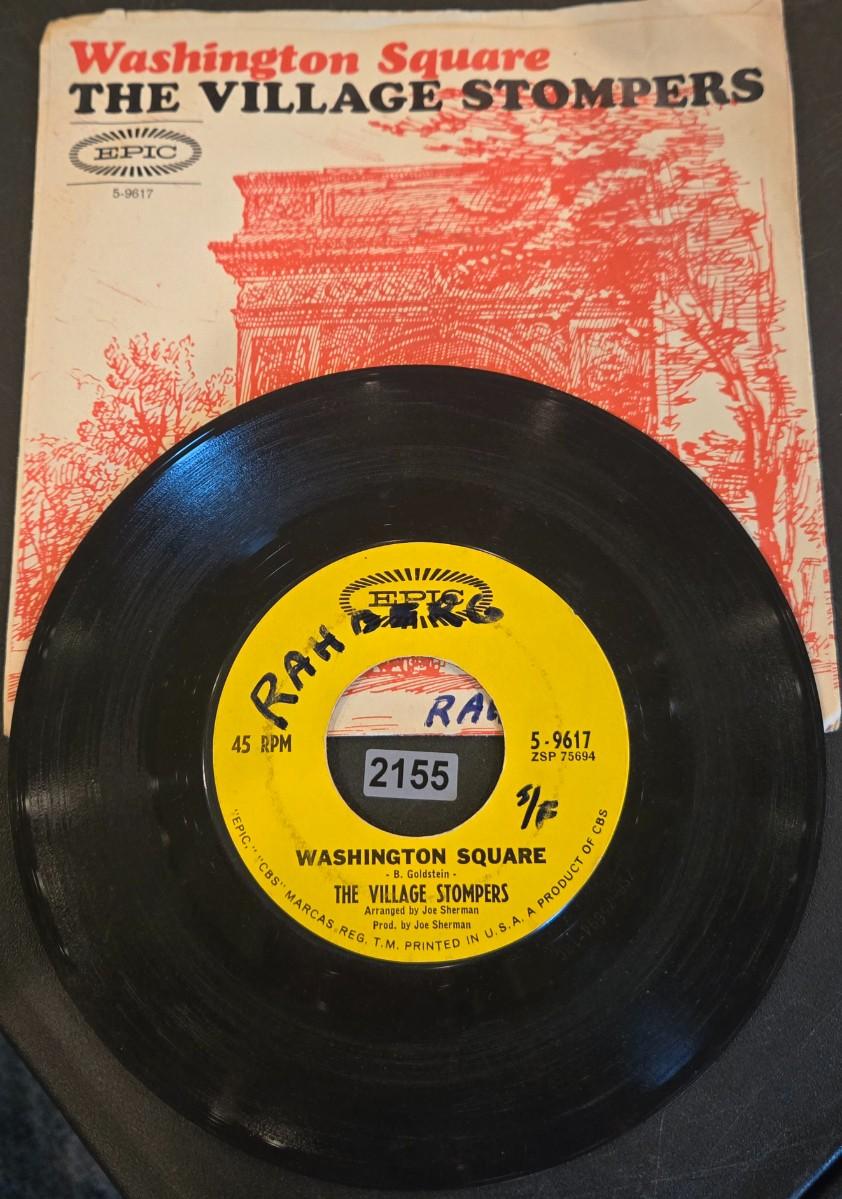 Washington Square
THE VILLAGE STOMPERS
EPIC
5-9617
EPIC
RAHBERG
RAH
45 RPM
5-9617
ZSP 75694
2155
S/F
WASHINGTON SQUARE
- B. Goldstein -
THE VILLAGE STOMPERS
Arranged by Joe Sherman
Prod. by Joe Sherman
"EPIC," "CBS" MARCAS REG. T.M. PRINTED IN U.S.A. A PRODUCT OF CBS